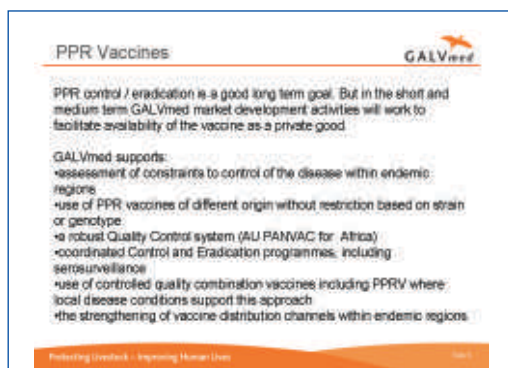 PPR Vaccines
GALVmed
PPR control / eradication is a good long term goal. But in the short and
medium term GALVmed market development activities will work to
facilitate availability of the vaccine as a private good
GALVmed supports:
•assessment of constraints to control of the disease within endemic
regions
•use of PPR vaccines of different origin without restriction based on strain
or genotype
•a robust Quality Control system (AU PANVAC for Africa)
•coordinated Control and Eradication programmes, including
serosurveillance
•use of controlled quality combination vaccines including PPRV where
local disease conditions support this approach
•the strengthening of vaccine distribution channels within endemic regions
Protecting Livestock – Improving Human Lives